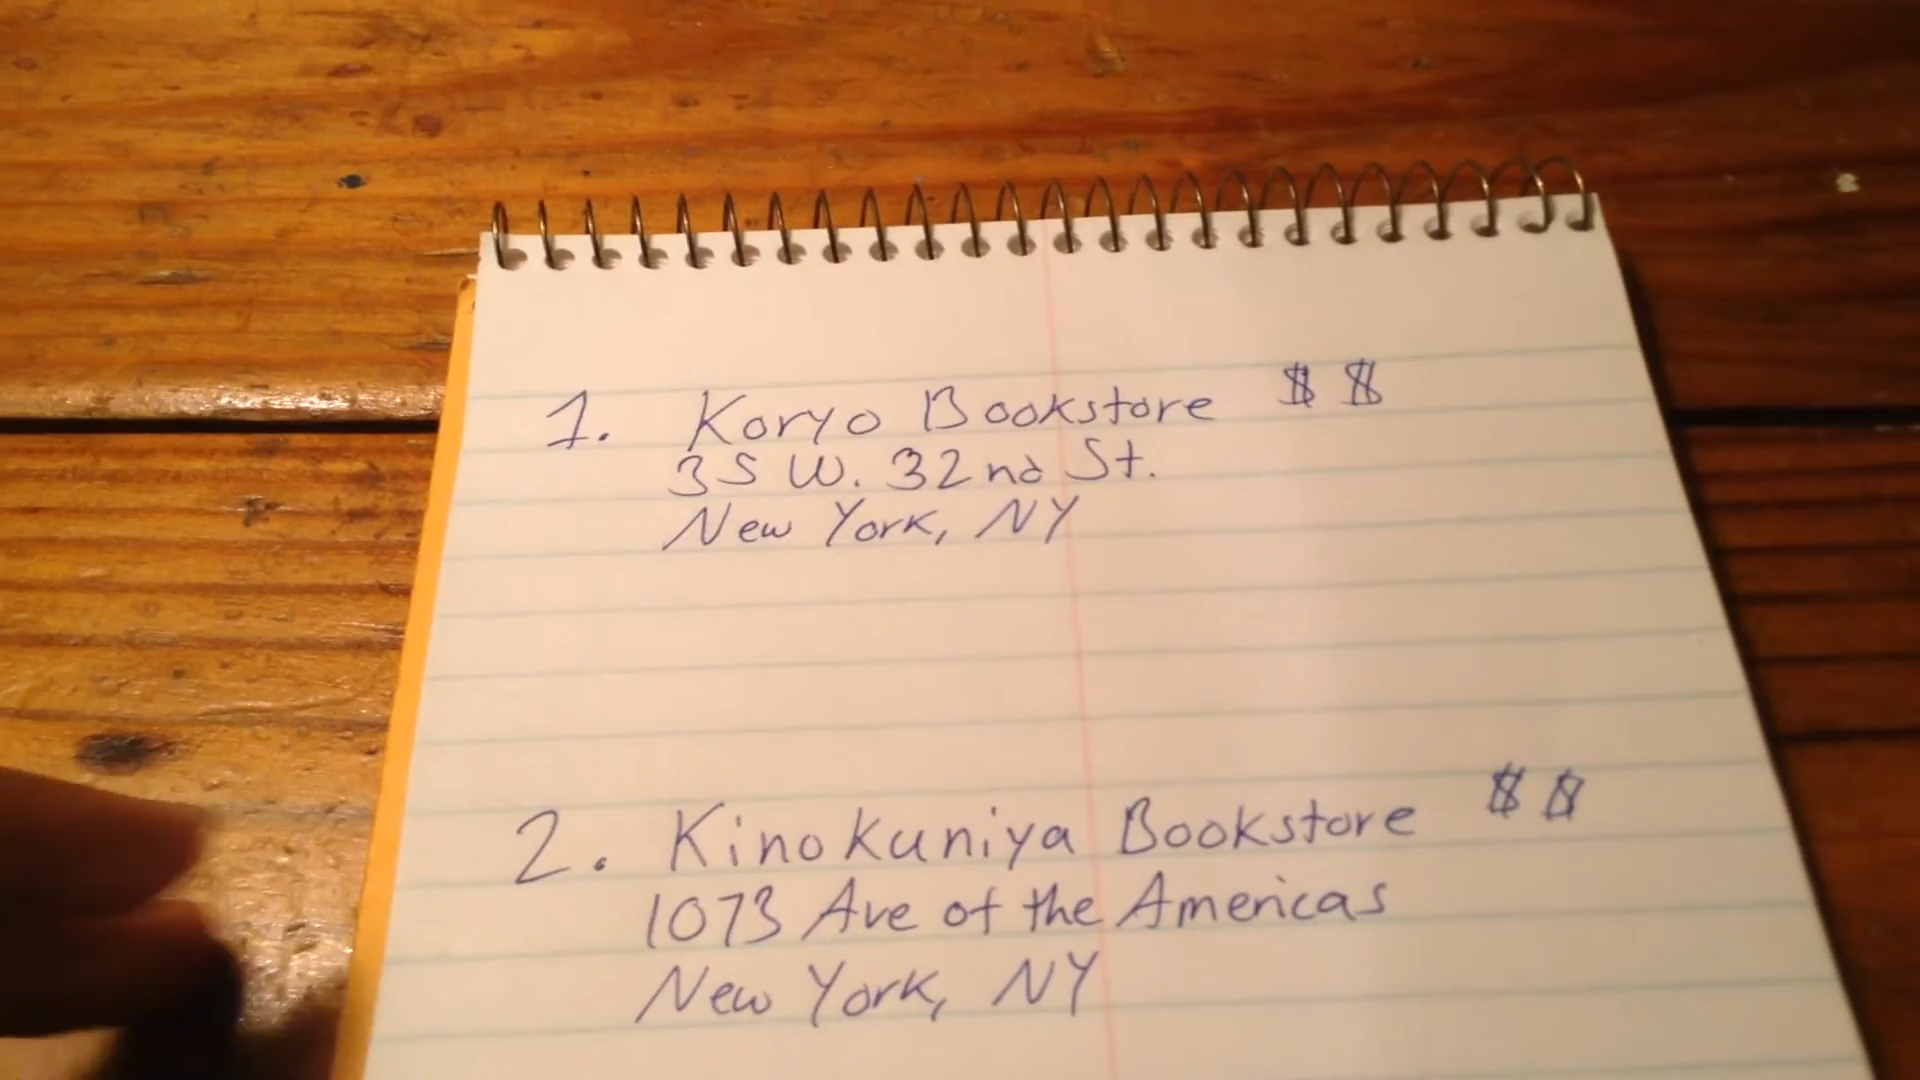 1. Koryo Bookstore $ $
35 W. 32nd St.
New York, NY
2. Kinokuniya Bookstore $ $
1073 Ave of the Americas
New York, NY